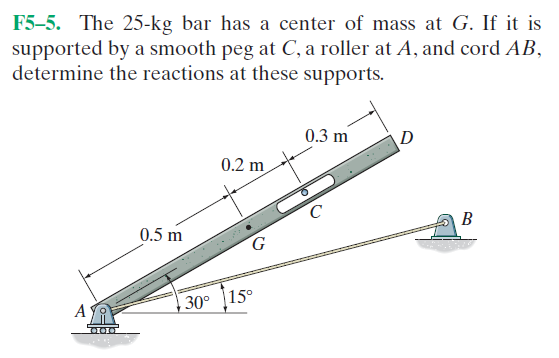 F5–5. The 25-kg bar has a center of mass at G. If it is
supported by a smooth peg at C, a roller at A, and cord AB,
determine the reactions at these supports.
0.3 m
D
0.2 m
C
B
0.5 m
G
A
30°
15°